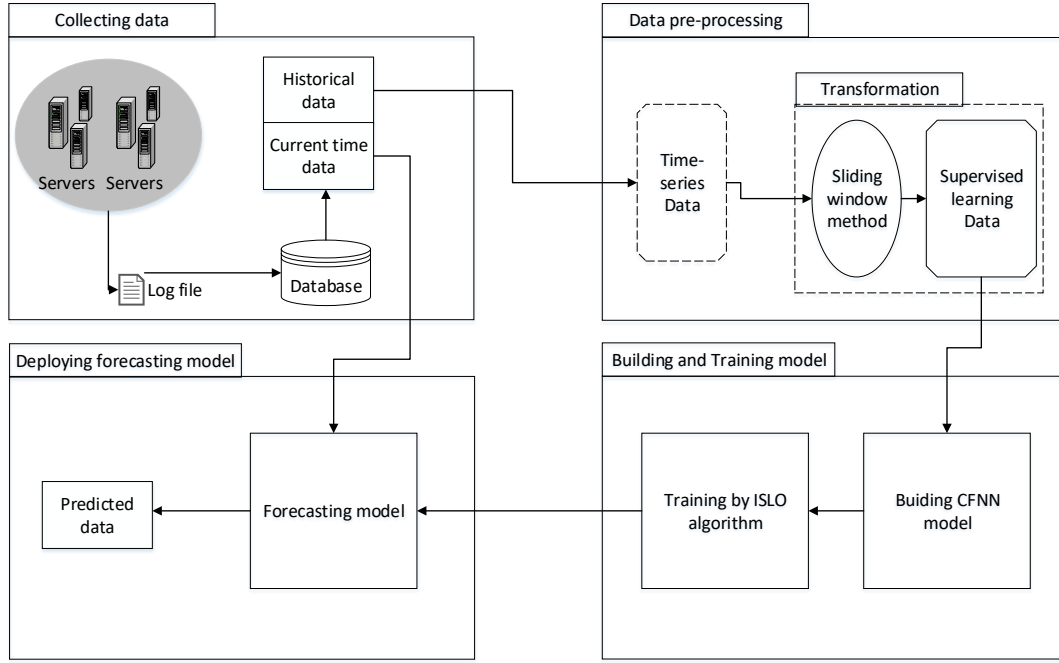 Collecting data
Historical
data
Current time
data
Servers Servers
Log file
Database
Data pre-processing
Transformation
Time-
series
Data
Sliding
window
method
Supervised
learning
Data
Deploying forecasting model
Predicted
data
Forecasting model
Building and Training model
Training by ISLO
algorithm
Buiding CFNN
model